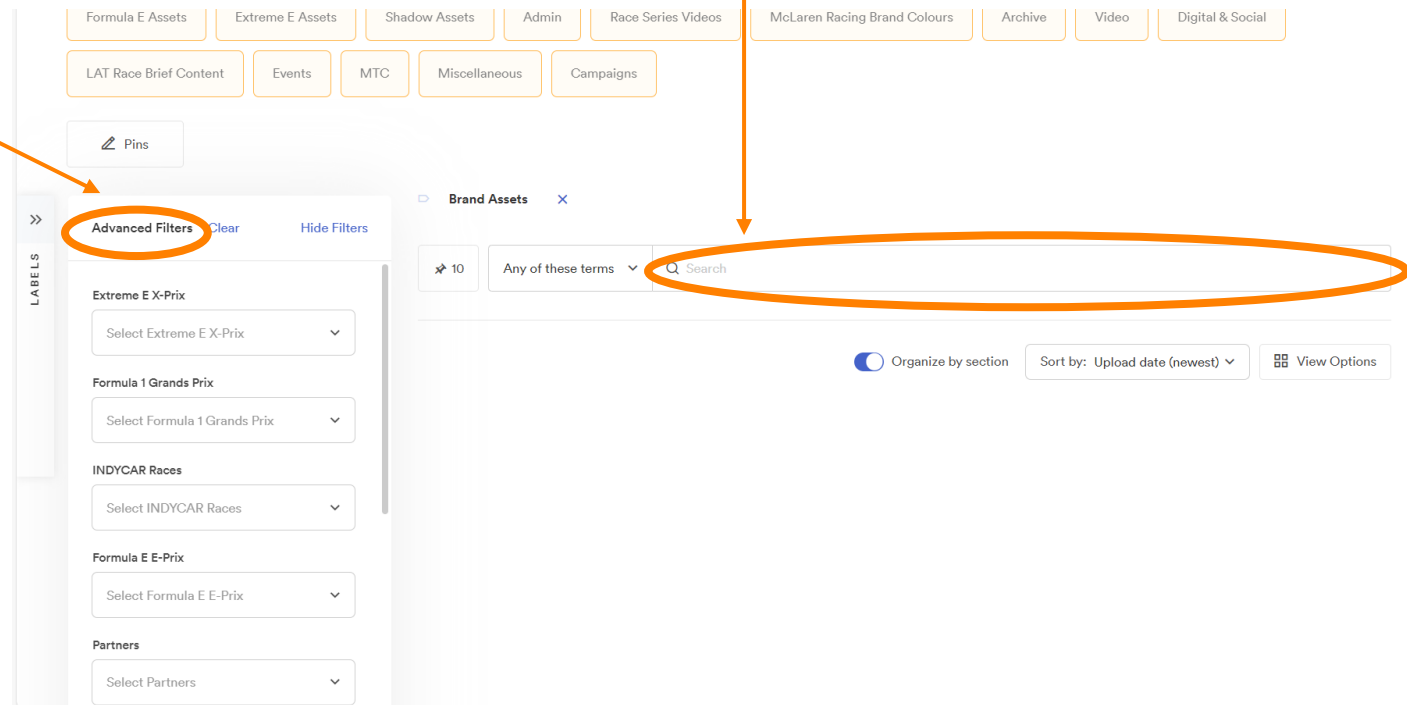 Formula E Assets
Extreme E Assets
Shadow Assets
Admin
Race Series Videos
McLaren Racing Brand Colours
Archive
Video
Digital & Social
LAT Race Brief Content
Events
MTC
Miscellaneous
Campaigns
Pins
Brand Assets
LABELS
Advanced Filters
Clear
Hide Filters
10
Any of these terms
Search
Extreme E X-Prix
Select Extreme E X-Prix
Organize by section
Sort by: Upload date (newest)
View Options
Formula 1 Grands Prix
Select Formula 1 Grands Prix
INDYCAR Races
Select INDYCAR Races
Formula E E-Prix
Select Formula E E-Prix
Partners
Select Partners